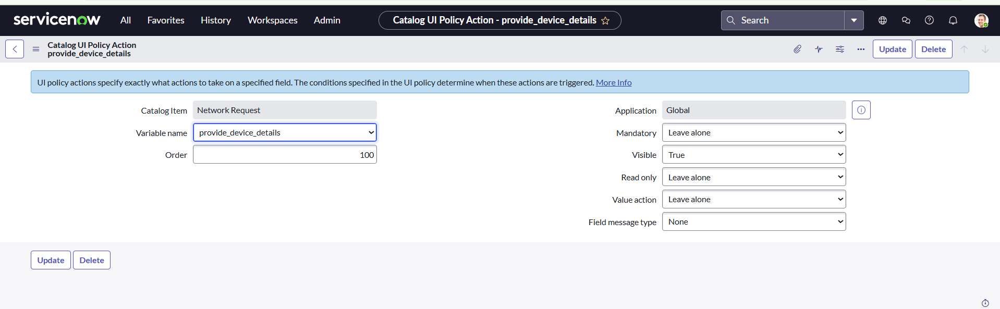 servicenow All Favorites History Workspaces Admin Catalog UI Policy Action - provide_device_details Search
Catalog UI Policy Action
provide_device_details
Update Delete
UI policy actions specify exactly what actions to take on a specified field. The conditions specified in the UI policy determine when these actions are triggered. More Info
Catalog Item Network Request
Variable name provide_device_details
Order 100
Application Global
Mandatory Leave alone
Visible True
Read only Leave alone
Value action Leave alone
Field message type None
Update Delete